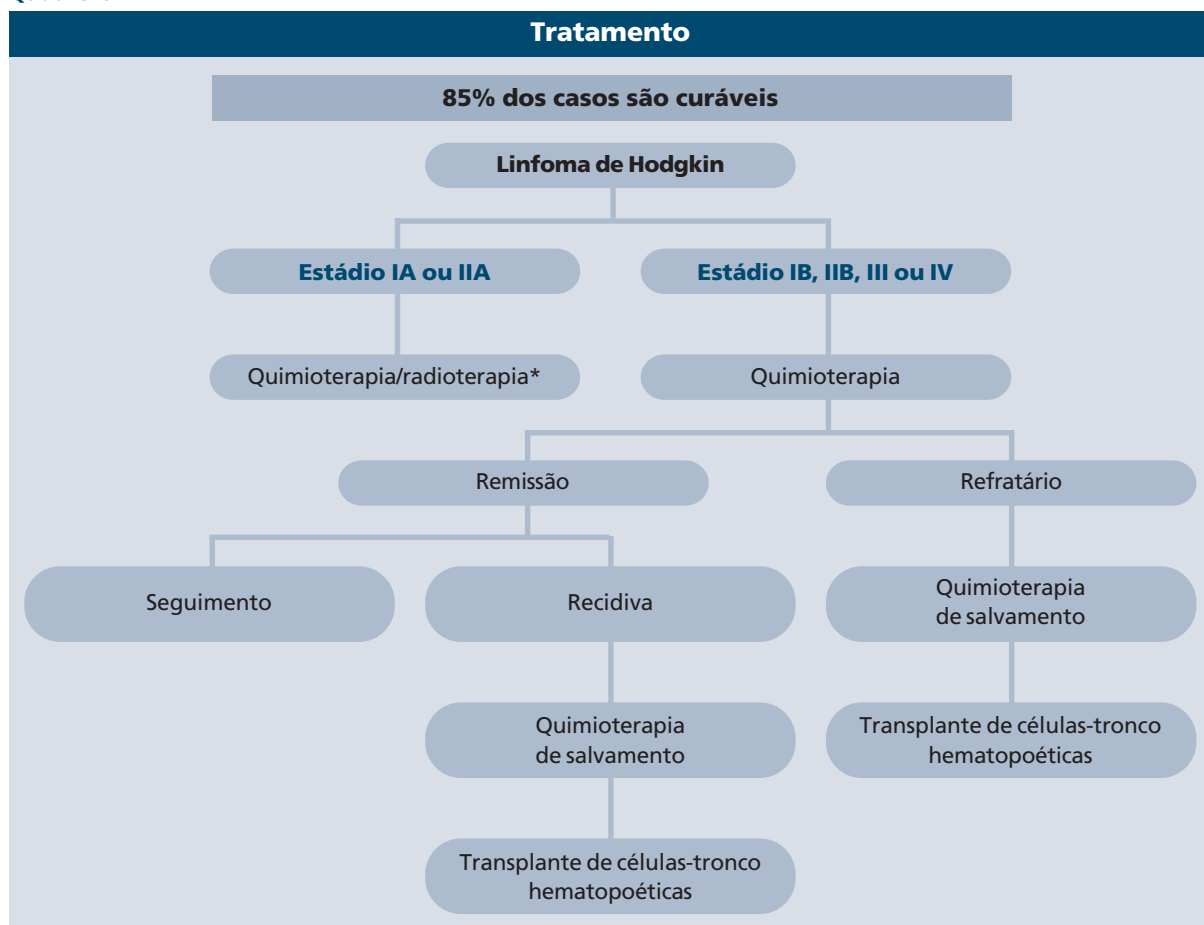 Tratamento
85% dos casos são curáveis
Linfoma de Hodgkin
Estádio IA ou IIA
Estádio IB, IIB, III ou IV
Quimioterapia/radioterapia*
Quimioterapia
Remissão
Refratário
Seguimento
Recidiva
Quimioterapia
de salvamento
Quimioterapia
de salvamento
Transplante de células-tronco
hematopoéticas
Transplante de células-tronco
hematopoéticas